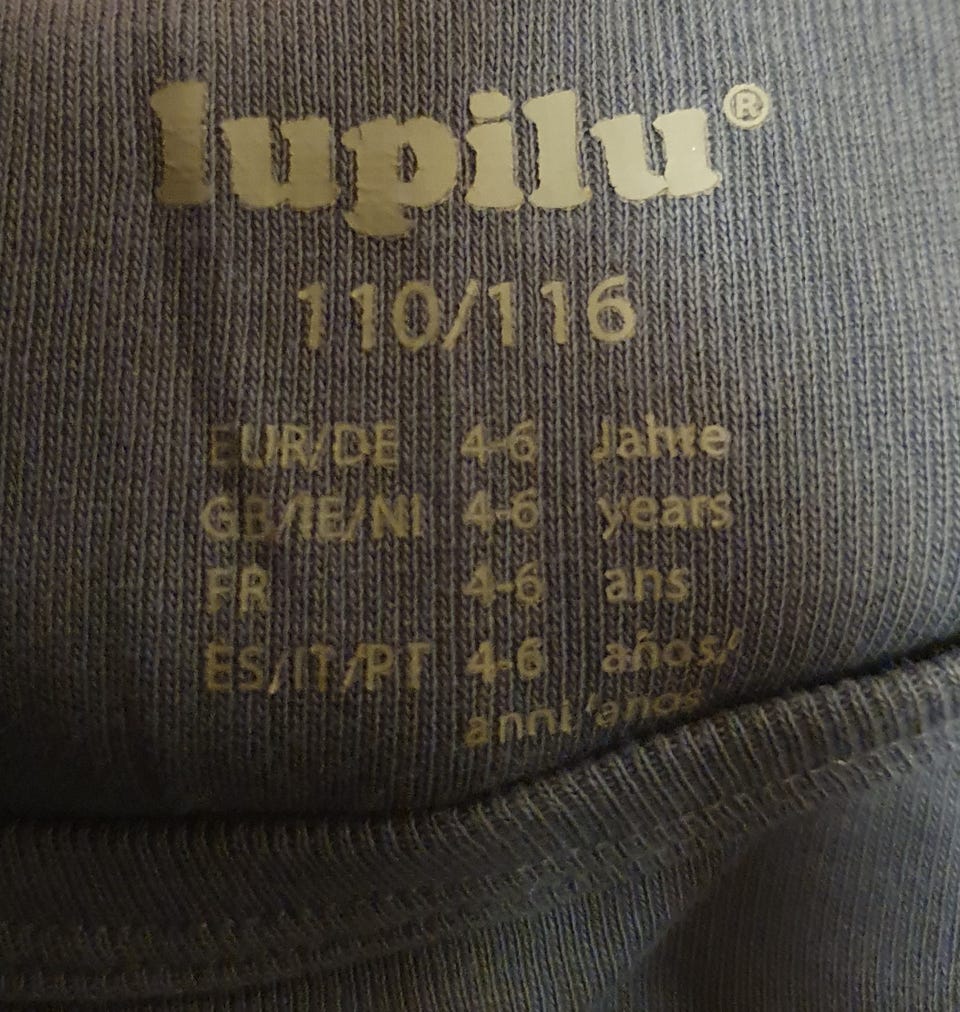 lupilu®
110/116
EUR/DE 4-6 Jahre
GB/IE/NI 4-6 years
FR 4-6 ans
ES/IT/PT 4-6 años/
anni/anos